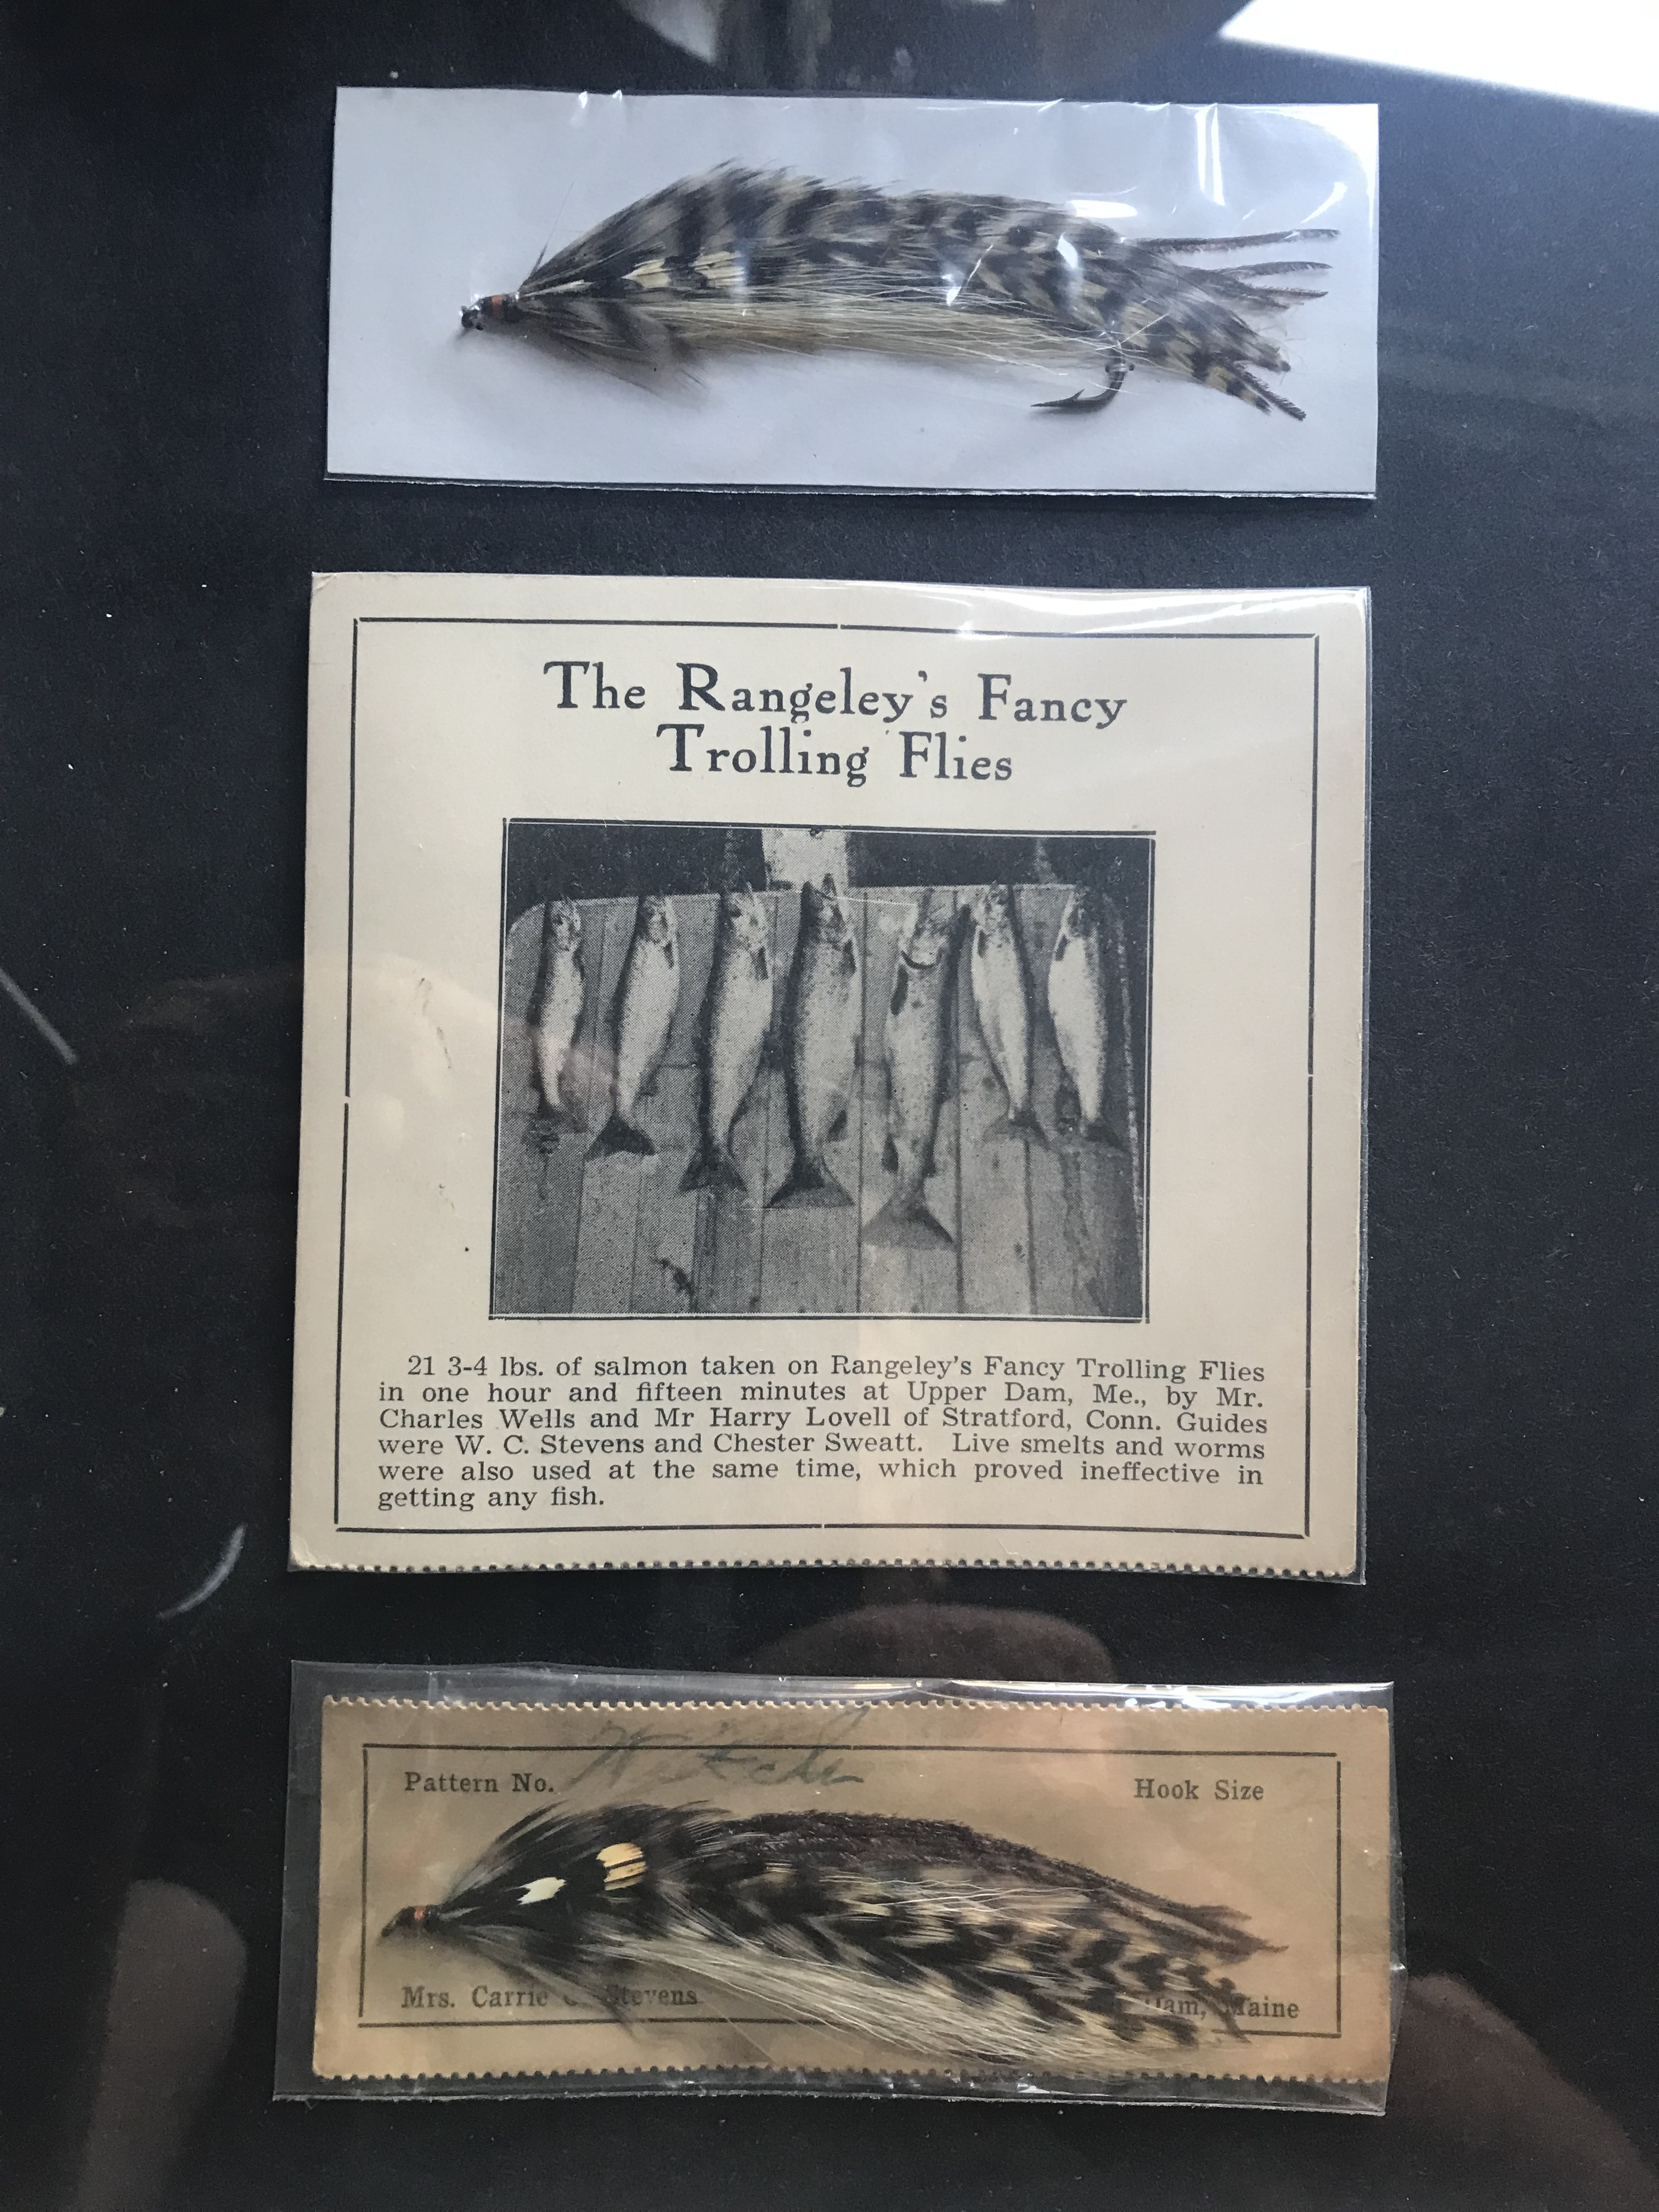 The Rangeley's Fancy
Trolling Flies
21 3-4 lbs. of salmon taken on Rangeley's Fancy Trolling Flies
in one hour and fifteen minutes at Upper Dam, Me., by Mr.
Charles Wells and Mr Harry Lovell of Stratford, Conn. Guides
were W. C. Stevens and Chester Sweatt. Live smelts and worms
were also used at the same time, which proved ineffective in
getting any fish.
Pattern No.
Hook Size
Mrs. Carrie Stevens
Maine